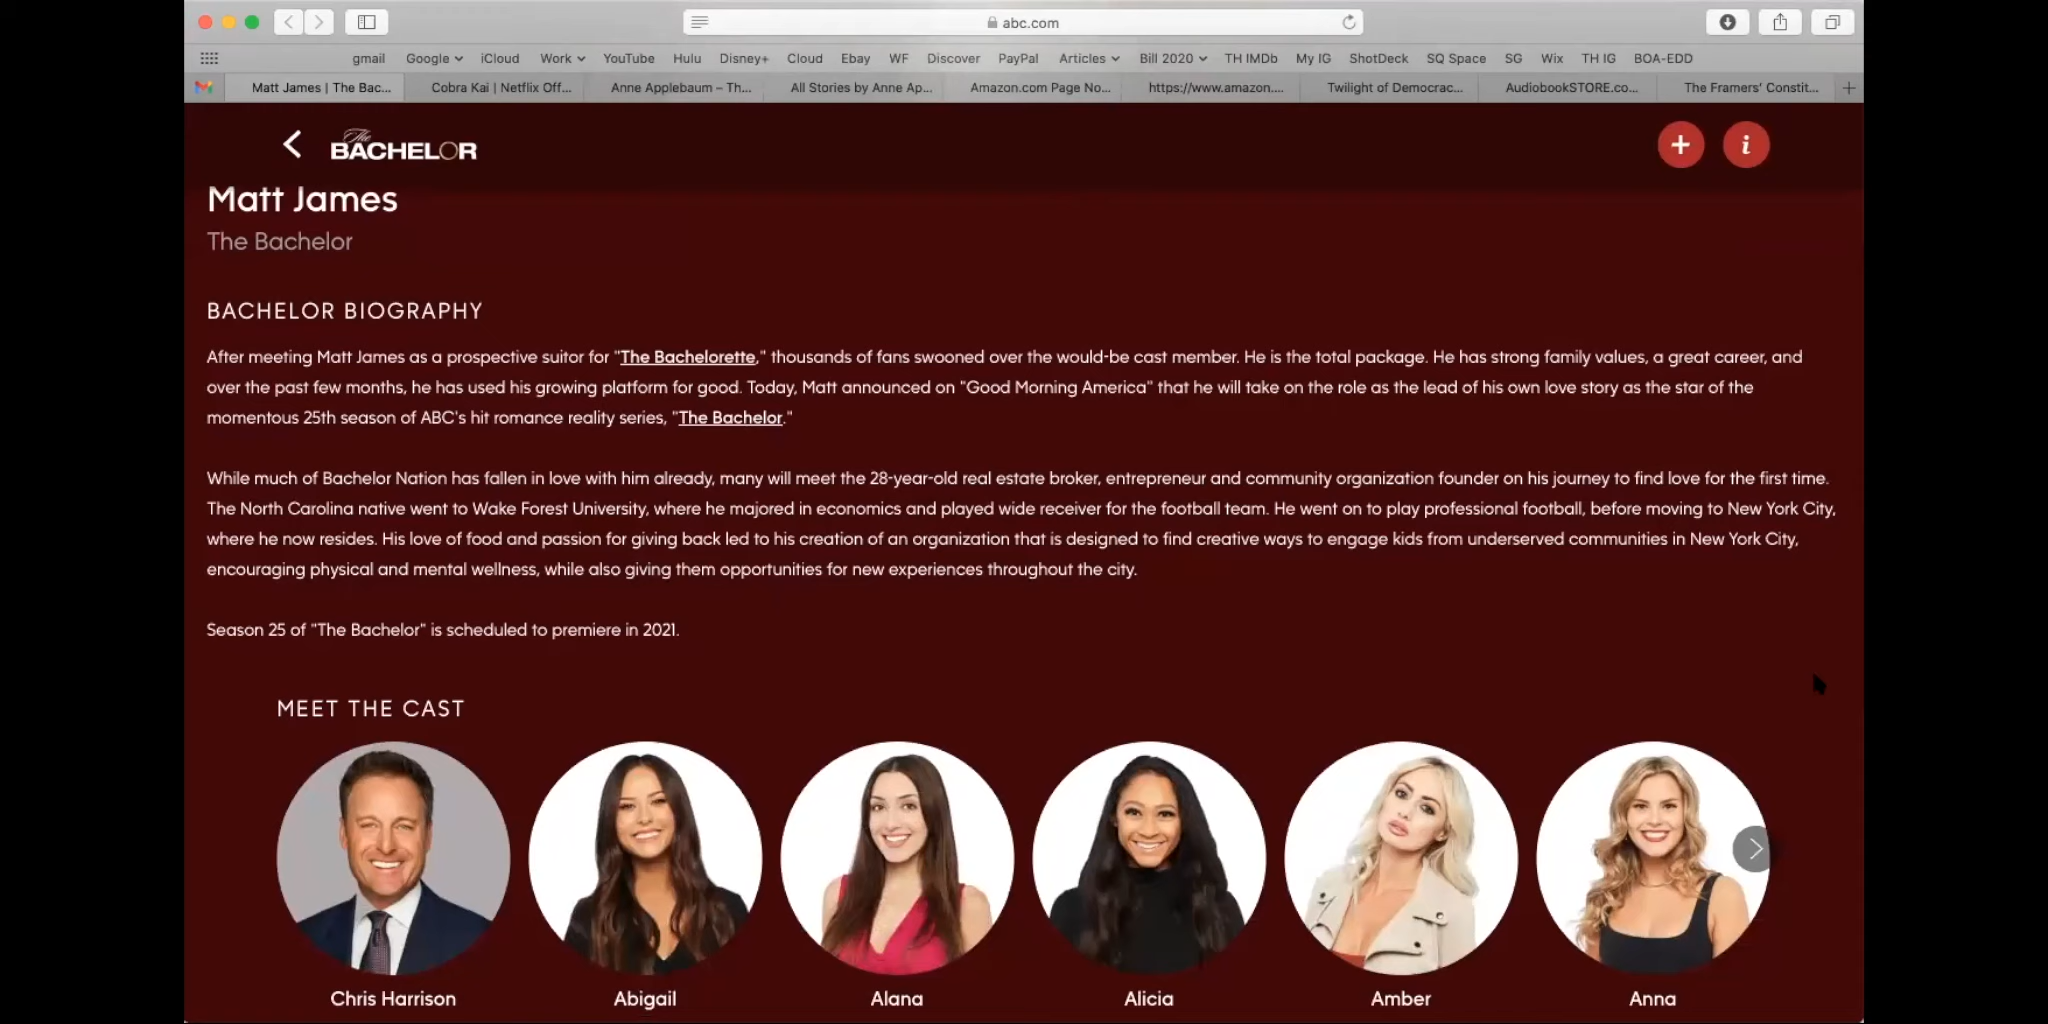 abc.com
gmail Google iCloud Work YouTube Hulu Disney+ Cloud Ebay WF Discover PayPal Articles Bill 2020 TH IMDb My IG ShotDeck SQ Space SG Wix TH IG BOA-EDD
Matt James | The Bac... Cobra Kai | Netflix Off... Anne Applebaum – Th... All Stories by Anne Ap... Amazon.com Page No... https://www.amazon.... Twilight of Democrac... AudiobookSTORE.co... The Framers' Constit...
The
BACHELOR
Matt James
The Bachelor
BACHELOR BIOGRAPHY
After meeting Matt James as a prospective suitor for "The Bachelorette," thousands of fans swooned over the would-be cast member. He is the total package. He has strong family values, a great career, and
over the past few months, he has used his growing platform for good. Today, Matt announced on "Good Morning America" that he will take on the role as the lead of his own love story as the star of the
momentous 25th season of ABC's hit romance reality series, "The Bachelor."
While much of Bachelor Nation has fallen in love with him already, many will meet the 28-year-old real estate broker, entrepreneur and community organization founder on his journey to find love for the first time.
The North Carolina native went to Wake Forest University, where he majored in economics and played wide receiver for the football team. He went on to play professional football, before moving to New York City,
where he now resides. His love of food and passion for giving back led to his creation of an organization that is designed to find creative ways to engage kids from underserved communities in New York City,
encouraging physical and mental wellness, while also giving them opportunities for new experiences throughout the city.
Season 25 of "The Bachelor" is scheduled to premiere in 2021.
MEET THE CAST
Chris Harrison Abigail Alana Alicia Amber Anna